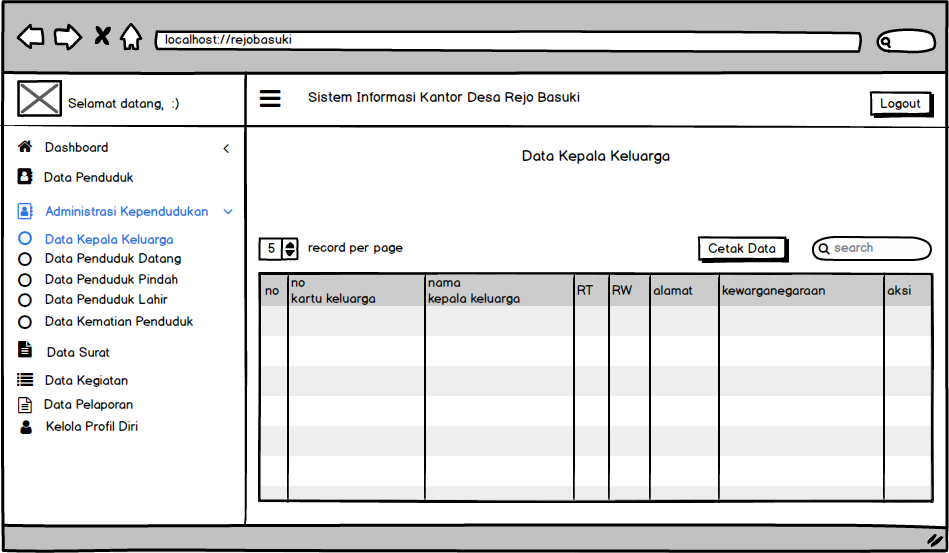 localhost://rejobasuki
Selamat datang, :)
Sistem Informasi Kantor Desa Rejo Basuki
Logout
Dashboard
Data Penduduk
Administrasi Kependudukan
Data Kepala Keluarga
Data Penduduk Datang
Data Penduduk Pindah
Data Penduduk Lahir
Data Kematian Penduduk
Data Surat
Data Kegiatan
Data Pelaporan
Kelola Profil Diri
Data Kepala Keluarga
5 record per page
Cetak Data
search
no
no
kartu keluarga
nama
kepala keluarga
RT
RW
alamat
kewarganegaraan
aksi